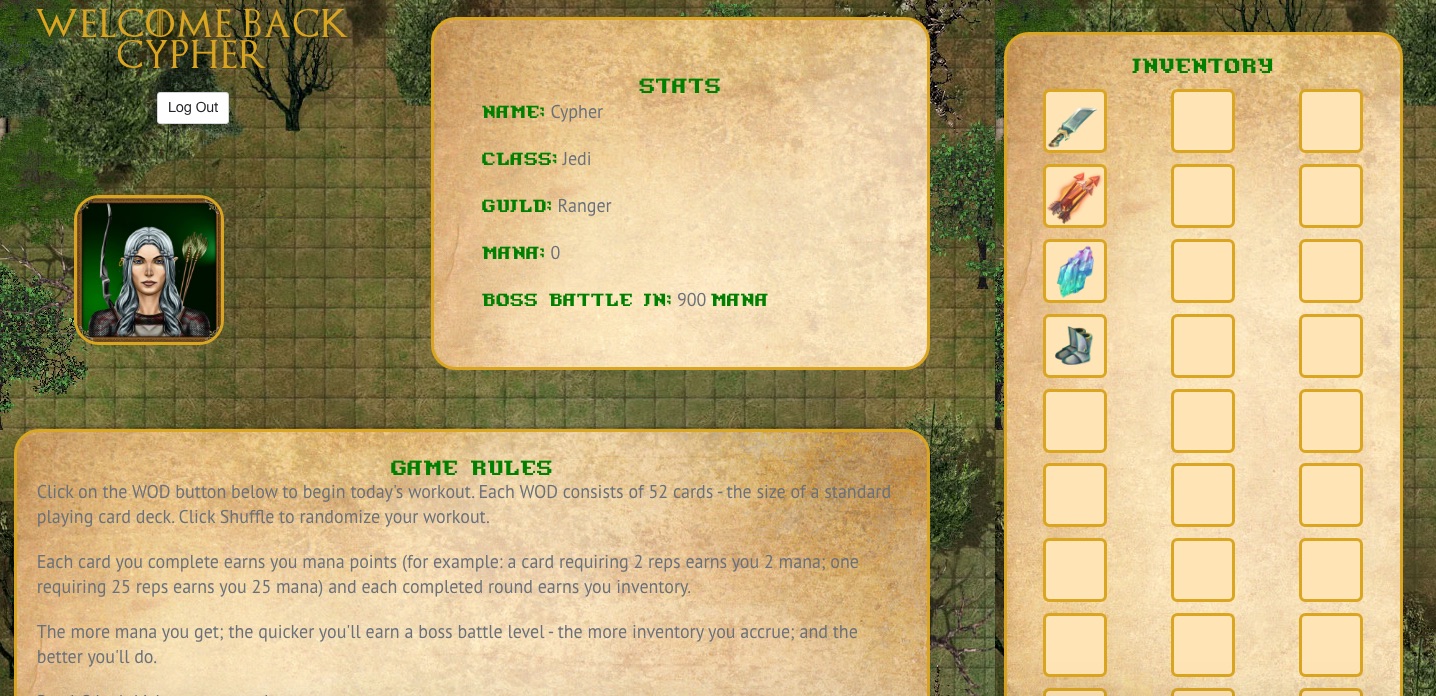 WELCOME BACK
CYPHER
Log Out
STATS
NAME: Cypher
CLASS: Jedi
GUILD: Ranger
MANA: 0
BOSS BATTLE IN: 900 MANA
INVENTORY
GAME RULES
Click on the WOD button below to begin today's workout. Each WOD consists of 52 cards - the size of a standard
playing card deck. Click Shuffle to randomize your workout.
Each card you complete earns you mana points (for example: a card requiring 2 reps earns you 2 mana; one
requiring 25 reps earns you 25 mana) and each completed round earns you inventory.
The more mana you get; the quicker you'll earn a boss battle level - the more inventory you accrue; and the
better you'll do.